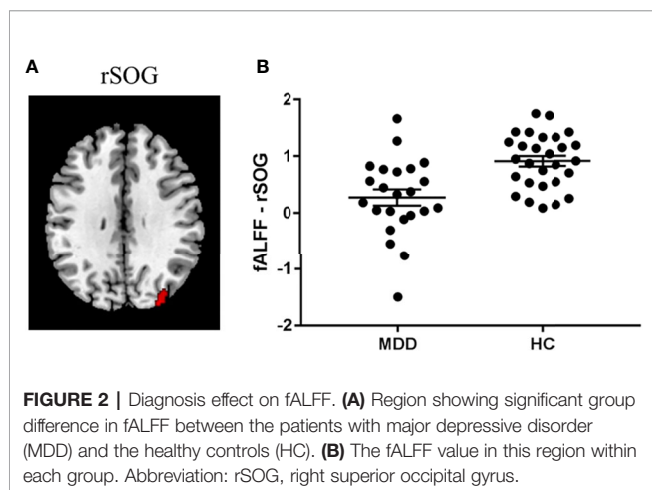 A
rSOG
B
fALFF - rSOG
2
1
0
-1
-2
MDD
HC
FIGURE 2 | Diagnosis effect on fALFF. (A) Region showing significant group
difference in fALFF between the patients with major depressive disorder
(MDD) and the healthy controls (HC). (B) The fALFF value in this region within
each group. Abbreviation: rSOG, right superior occipital gyrus.